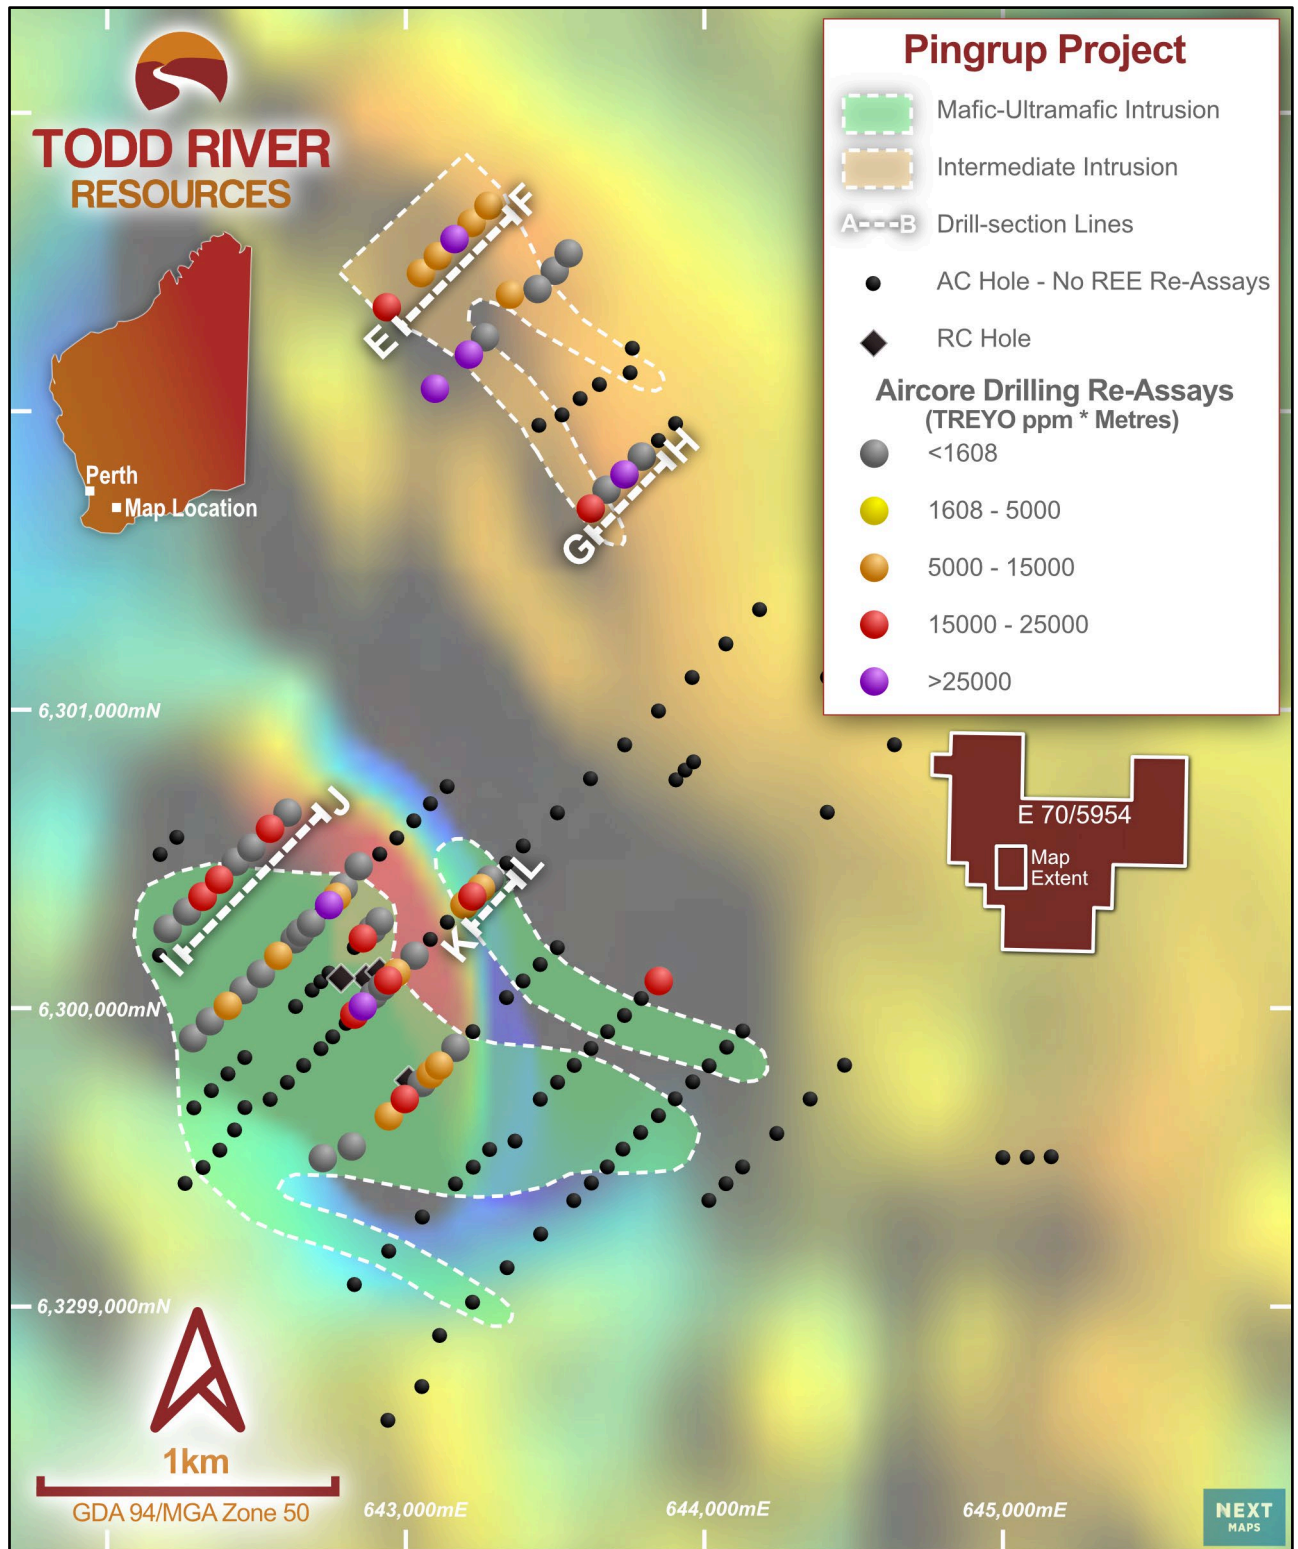 TODD RIVER
RESOURCES
Perth
Map Location
Pingrup Project
Mafic-Ultramafic Intrusion
Intermediate Intrusion
A---B Drill-section Lines
AC Hole - No REE Re-Assays
RC Hole
Aircore Drilling Re-Assays
(TREYO ppm * Metres)
<1608
1608 - 5000
5000 - 15000
15000 - 25000
>25000
F
E
H
G
6,301,000mN
E 70/5954
Map
Extent
J
L
K
I
6,300,000mN
6,3299,000mN
1km
GDA 94/MGA Zone 50
643,000mE
644,000mE
645,000mE
NEXT
MAPS